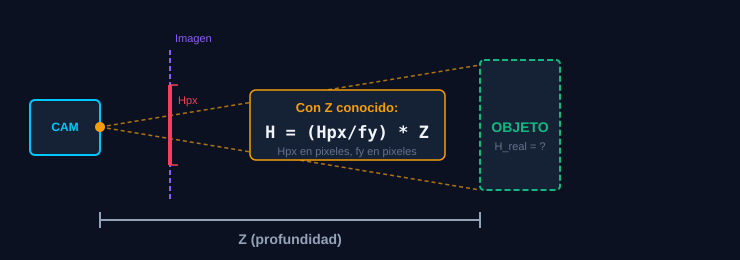 Imagen
Hpx
CAM
Con Z conocido:
H = (Hpx/fy) * Z
Hpx en pixeles, fy en pixeles
OBJETO
H_real = ?
Z (profundidad)